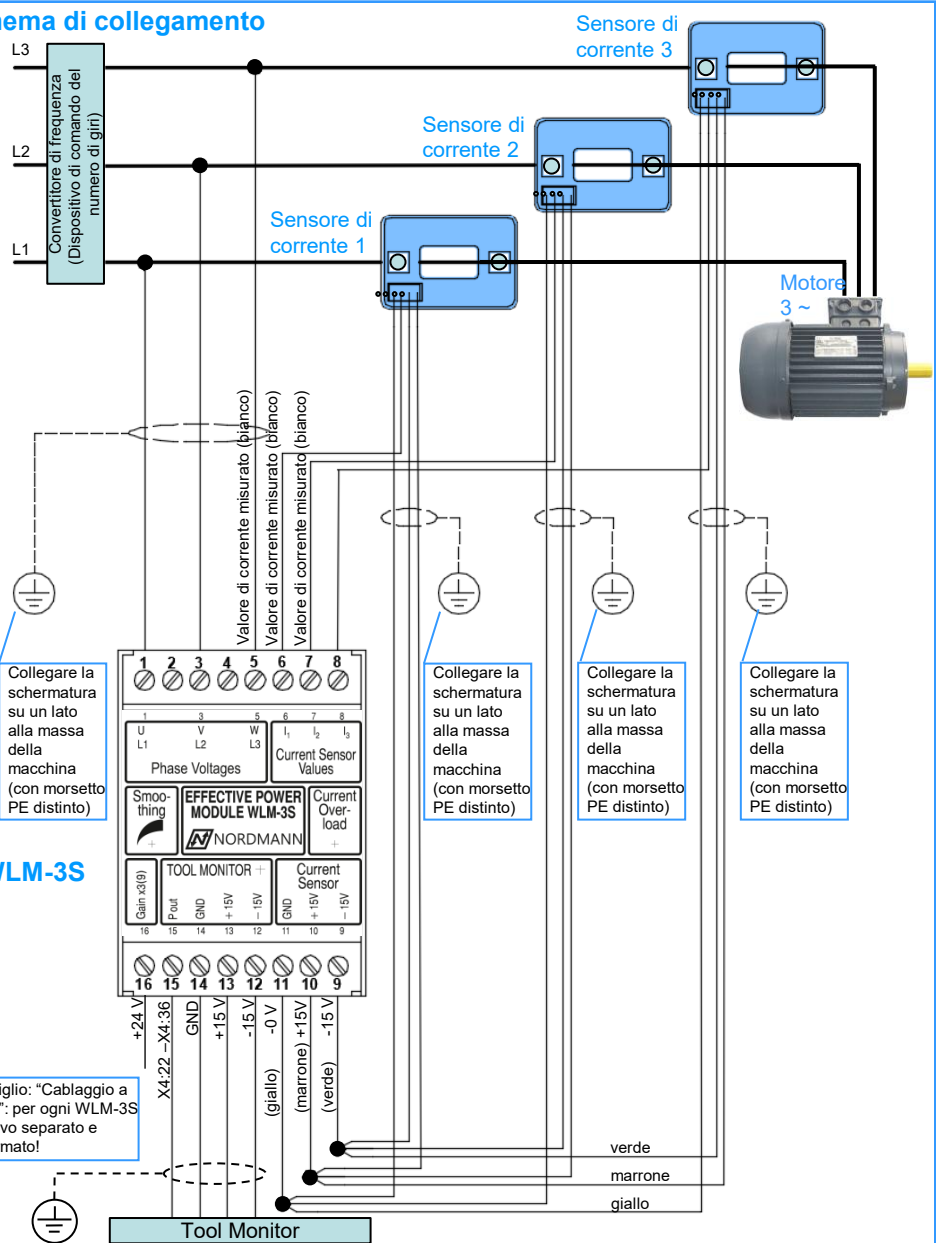 nema di collegamento
Sensore di
corrente 3
L3
Convertitore di frequenza
(Dispositivo di comando del
numero di giri)
Sensore di
corrente 2
L2
Sensore di
corrente 1
L1
Motore
3 ~
Valore di corrente misurato (bianco)
Valore di corrente misurato (bianco)
Valore di corrente misurato (bianco)
Collegare la
schermatura
su un lato
alla massa
della
macchina
(con morsetto
PE distinto)
Collegare la
schermatura
su un lato
alla massa
della
macchina
(con morsetto
PE distinto)
Collegare la
schermatura
su un lato
alla massa
della
macchina
(con morsetto
PE distinto)
Collegare la
schermatura
su un lato
alla massa
della
macchina
(con morsetto
PE distinto)
1 2 3 4 5 6 7 8
1 3 5 6 7 8
U V W I1 I2 I3
L1 L2 L3
Phase Voltages
Current Sensor
Values
Smoo-
thing
+
EFFECTIVE POWER
MODULE WLM-3S
NORDMANN
Current
Over-
load
+
WLM-3S
TOOL MONITOR +
Current
Sensor
Gain x3(9)
P out
GND
+ 15V
– 15V
GND
+ 15V
– 15V
16 15 14 13 12 11 10 9
16 15 14 13 12 11 10 9
+24 V
X4:22 –X4:36
GND
+15 V
-15 V
-0 V
(giallo)
+15V
(marrone)
-15 V
(verde)
iglio: “Cablaggio a
”: per ogni WLM-3S
vo separato e
rmato!
verde
marrone
giallo
Tool Monitor